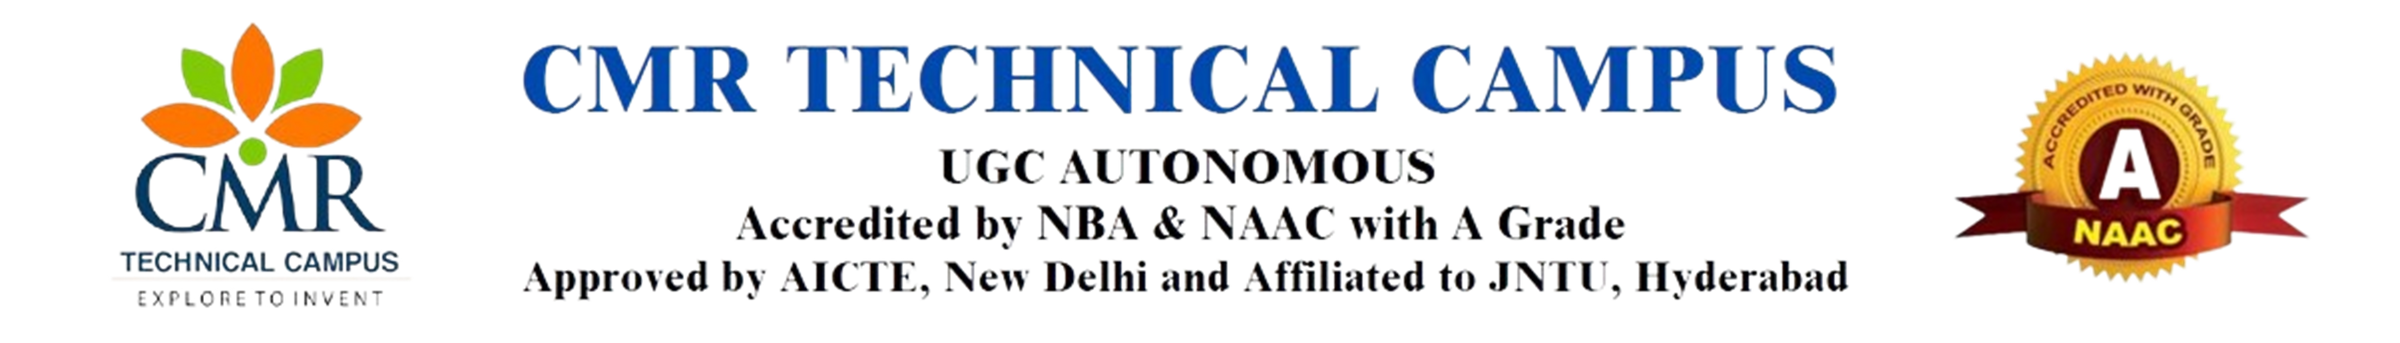 CMR
TECHNICAL CAMPUS
EXPLORE TO INVENT
CMR TECHNICAL CAMPUS
UGC AUTONOMOUS
Accredited by NBA & NAAC with A Grade
Approved by AICTE, New Delhi and Affiliated to JNTU, Hyderabad
ACCREDITED WITH GRADE
A
NAAC